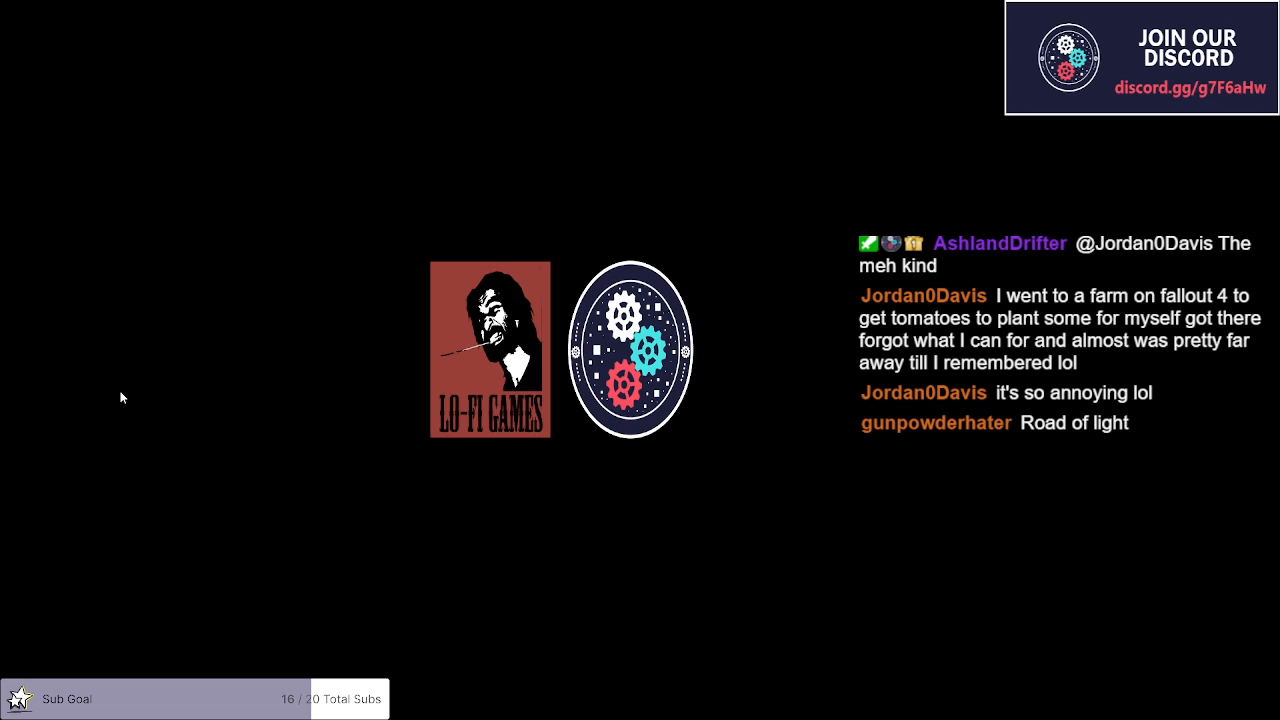 JOIN OUR
DISCORD
discord.gg/g7F6aHw
AshlandDrifter @Jordan0Davis The
meh kind
Jordan0Davis I went to a farm on fallout 4 to
get tomatoes to plant some for myself got there
forgot what I can for and almost was pretty far
away till I remembered lol
Jordan0Davis it's so annoying lol
gunpowderhater Road of light
LO-FI GAMES
Sub Goal 16 / 20 Total Subs